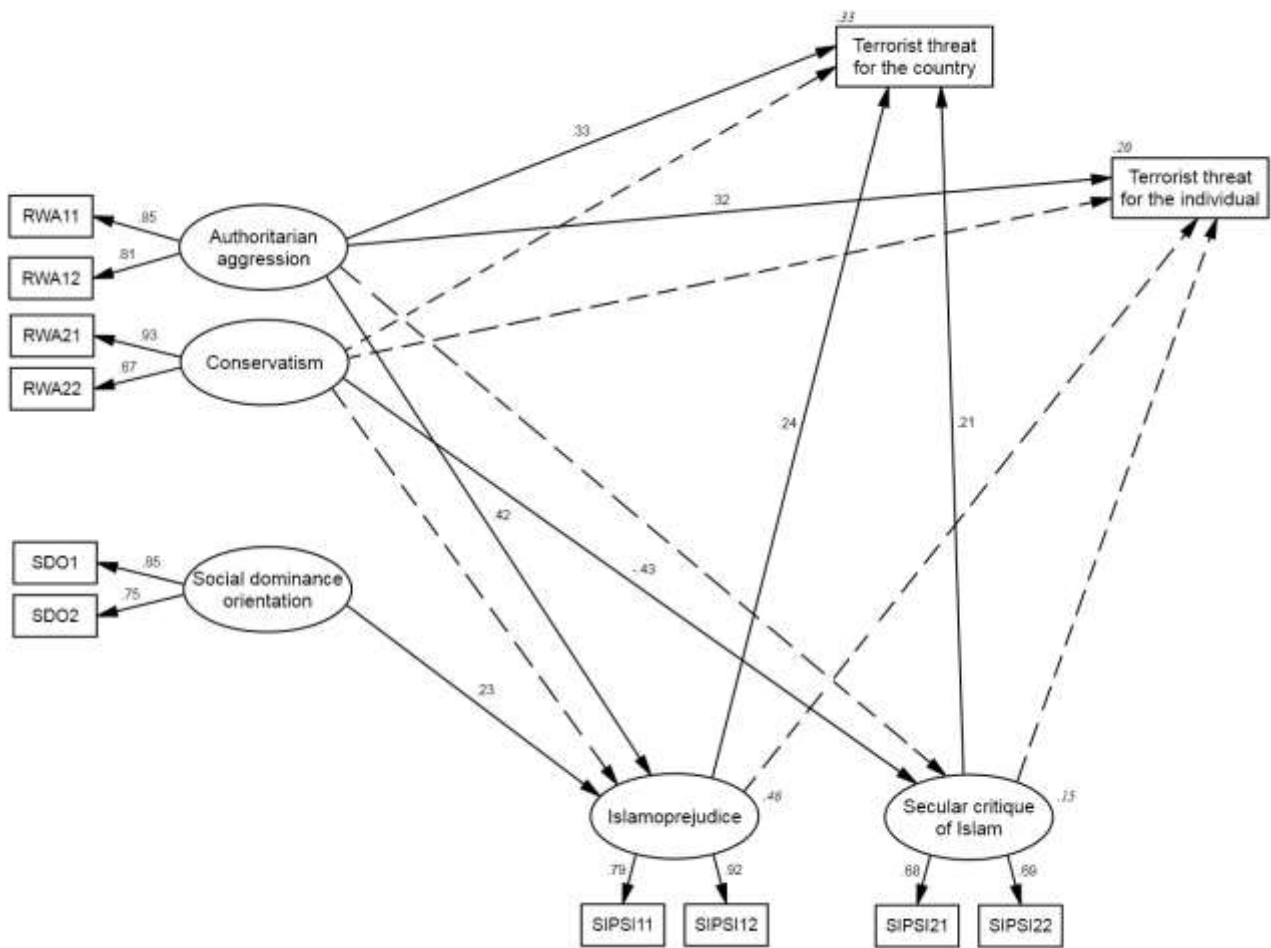 .33
Terrorist threat
for the country
.33
.20
Terrorist threat
for the individual
.32
RWA11
.85
Authoritarian
aggression
RWA12
.81
RWA21
.93
Conservatism
RWA22
.67
.24
.21
.42
-.43
SDO1
.85
Social dominance
orientation
SDO2
.75
.23
Islamoprejudice
.48
Secular critique
of Islam
.15
.79
.92
.68
.69
SIPSI11
SIPSI12
SIPSI21
SIPSI22